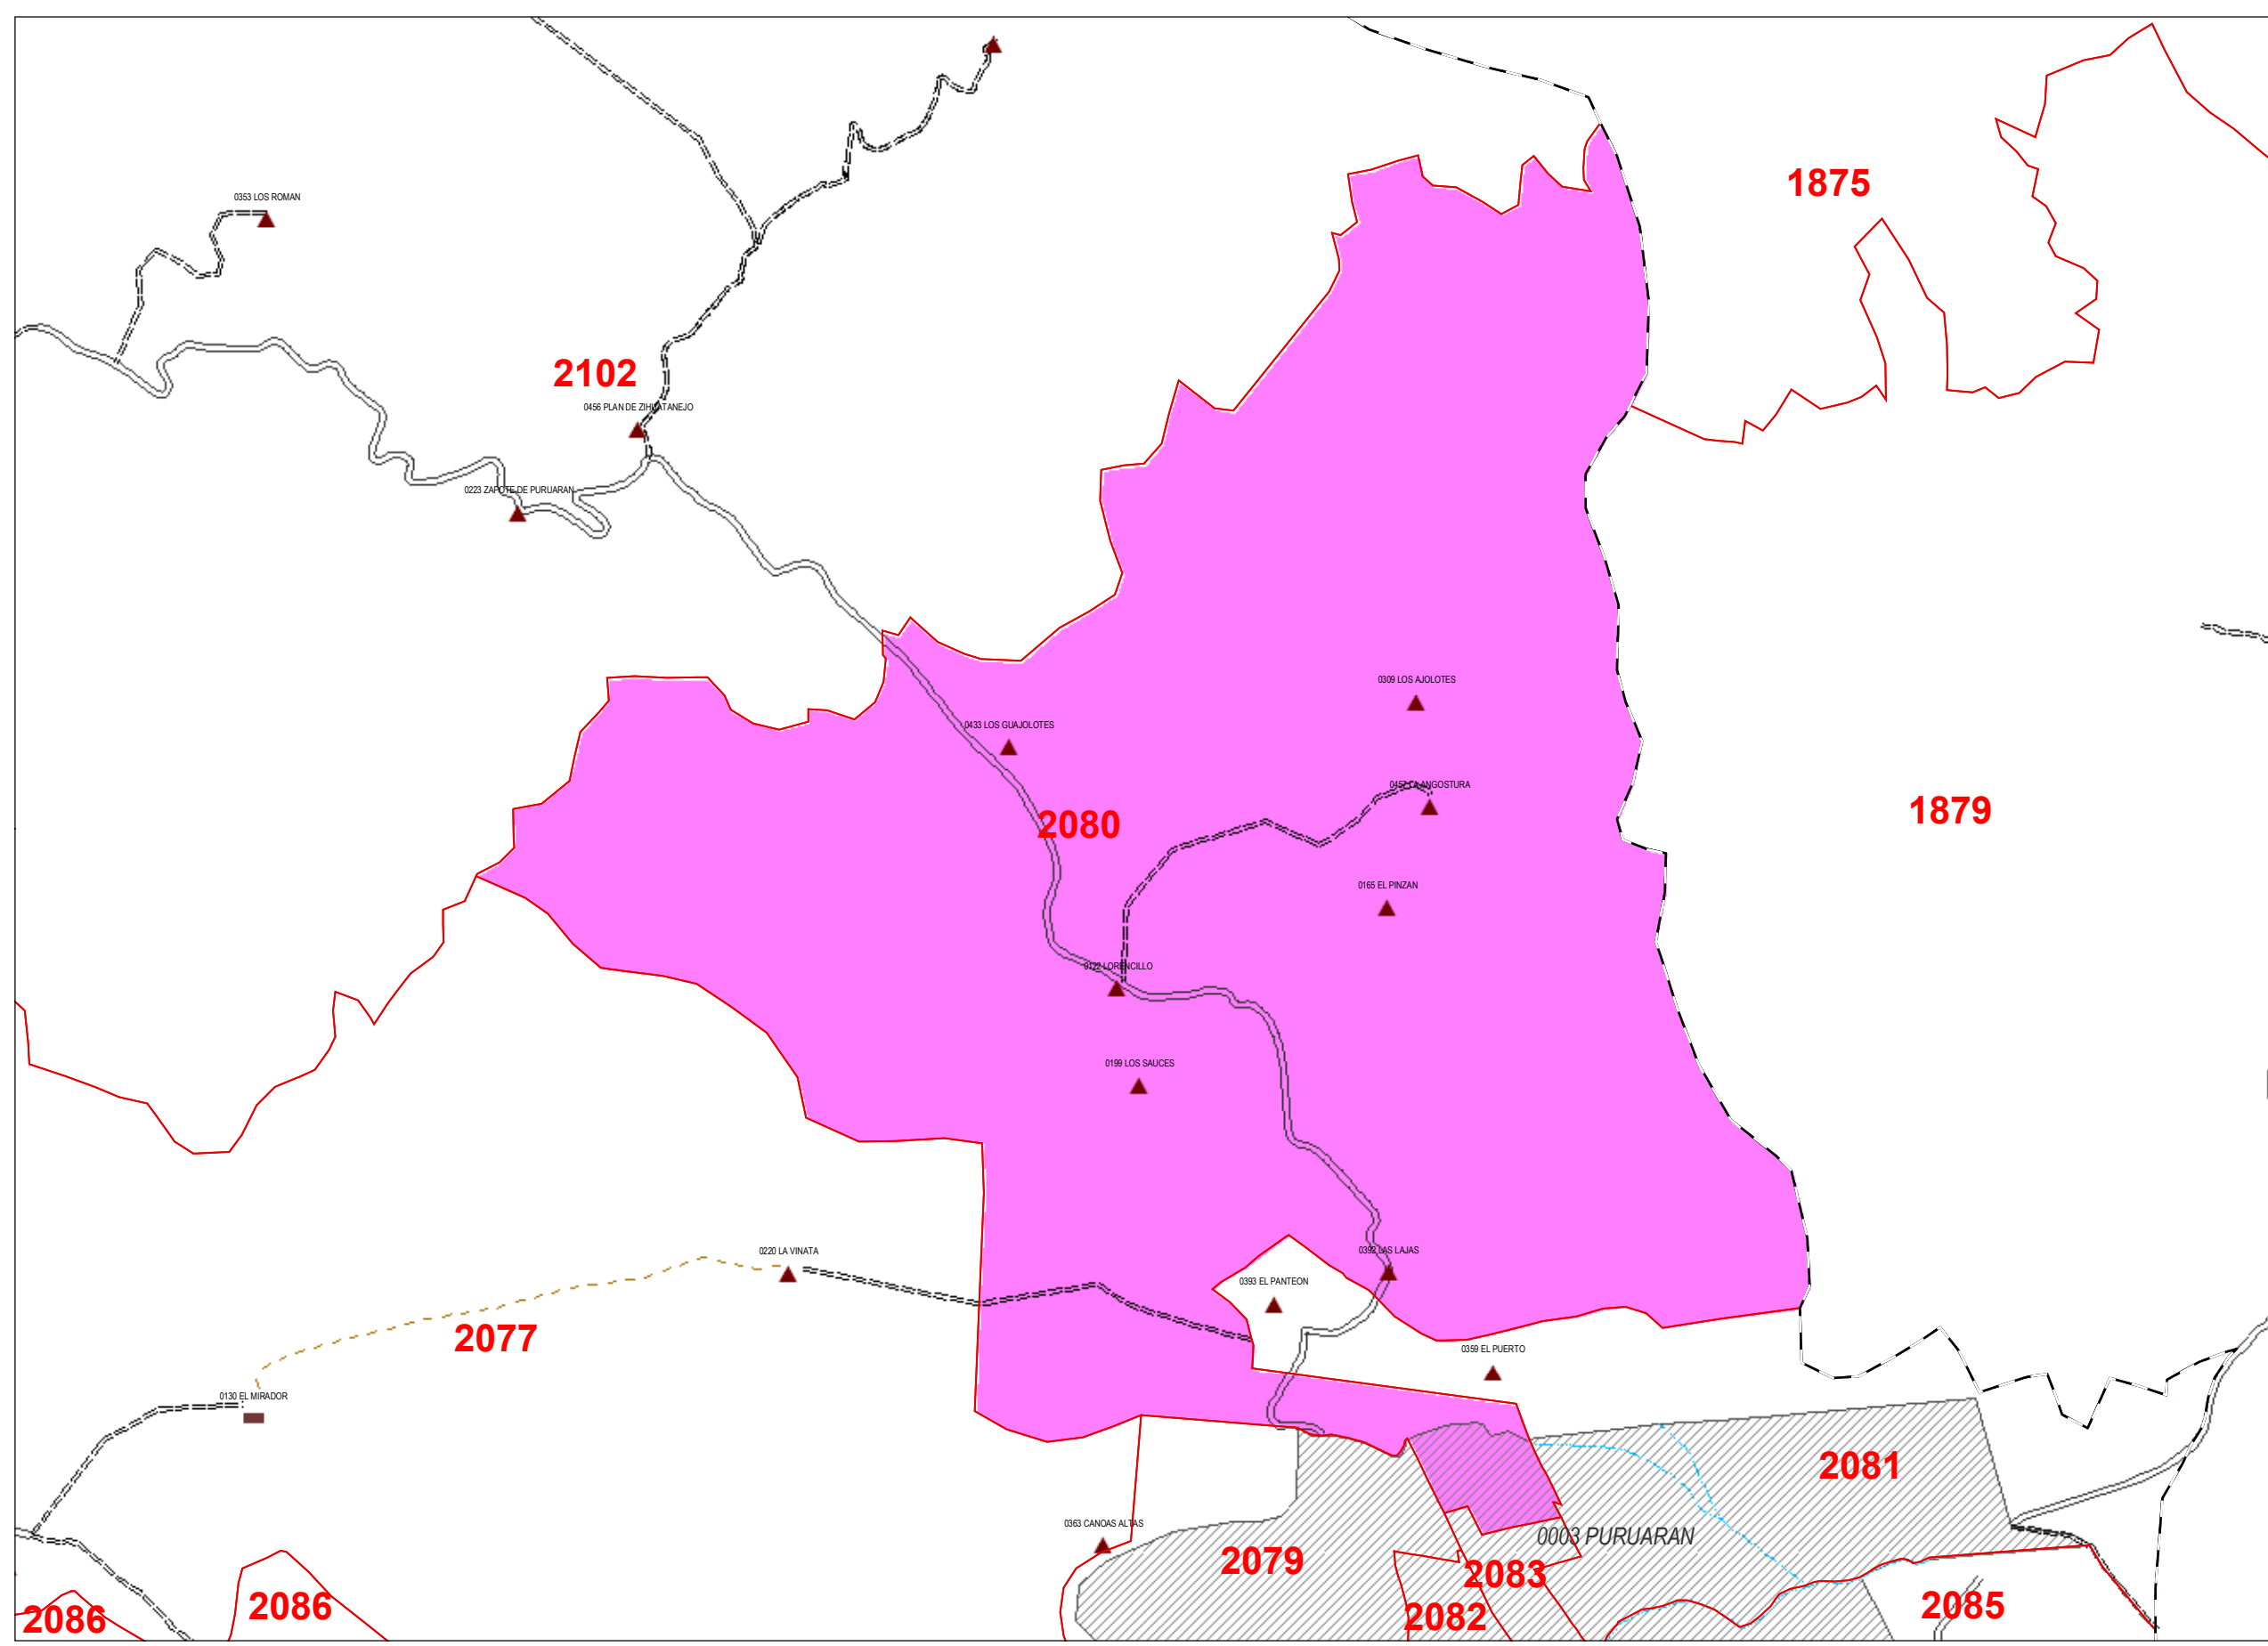 1875
0353 LOS ROMAN
2102
0456 PLAN DE ZIHUATANEJO
0223 ZAPOTE DE PURUARAN
0309 LOS AJOLOTES
0433 LOS GUAJOLOTES
0457 LA ANGOSTURA
2080
1879
0165 EL PINZAN
0122 LORENCILLO
0199 LOS SAUCES
0220 LA VINATA
0392 LAS LAJAS
0393 EL PANTEON
2077
0359 EL PUERTO
0130 EL MIRADOR
2081
0363 CANOAS ALTAS
0003 PURUARAN
2079
2083
2086
2086
2082
2085